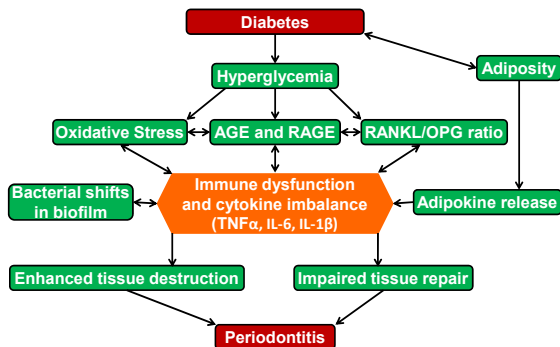 Diabetes
Hyperglycemia
Adiposity
Oxidative Stress
AGE and RAGE
RANKL/OPG ratio
Bacterial shifts
in biofilm
Immune dysfunction
and cytokine imbalance
(TNFα, IL-6, IL-1β)
Adipokine release
Enhanced tissue destruction
Impaired tissue repair
Periodontitis